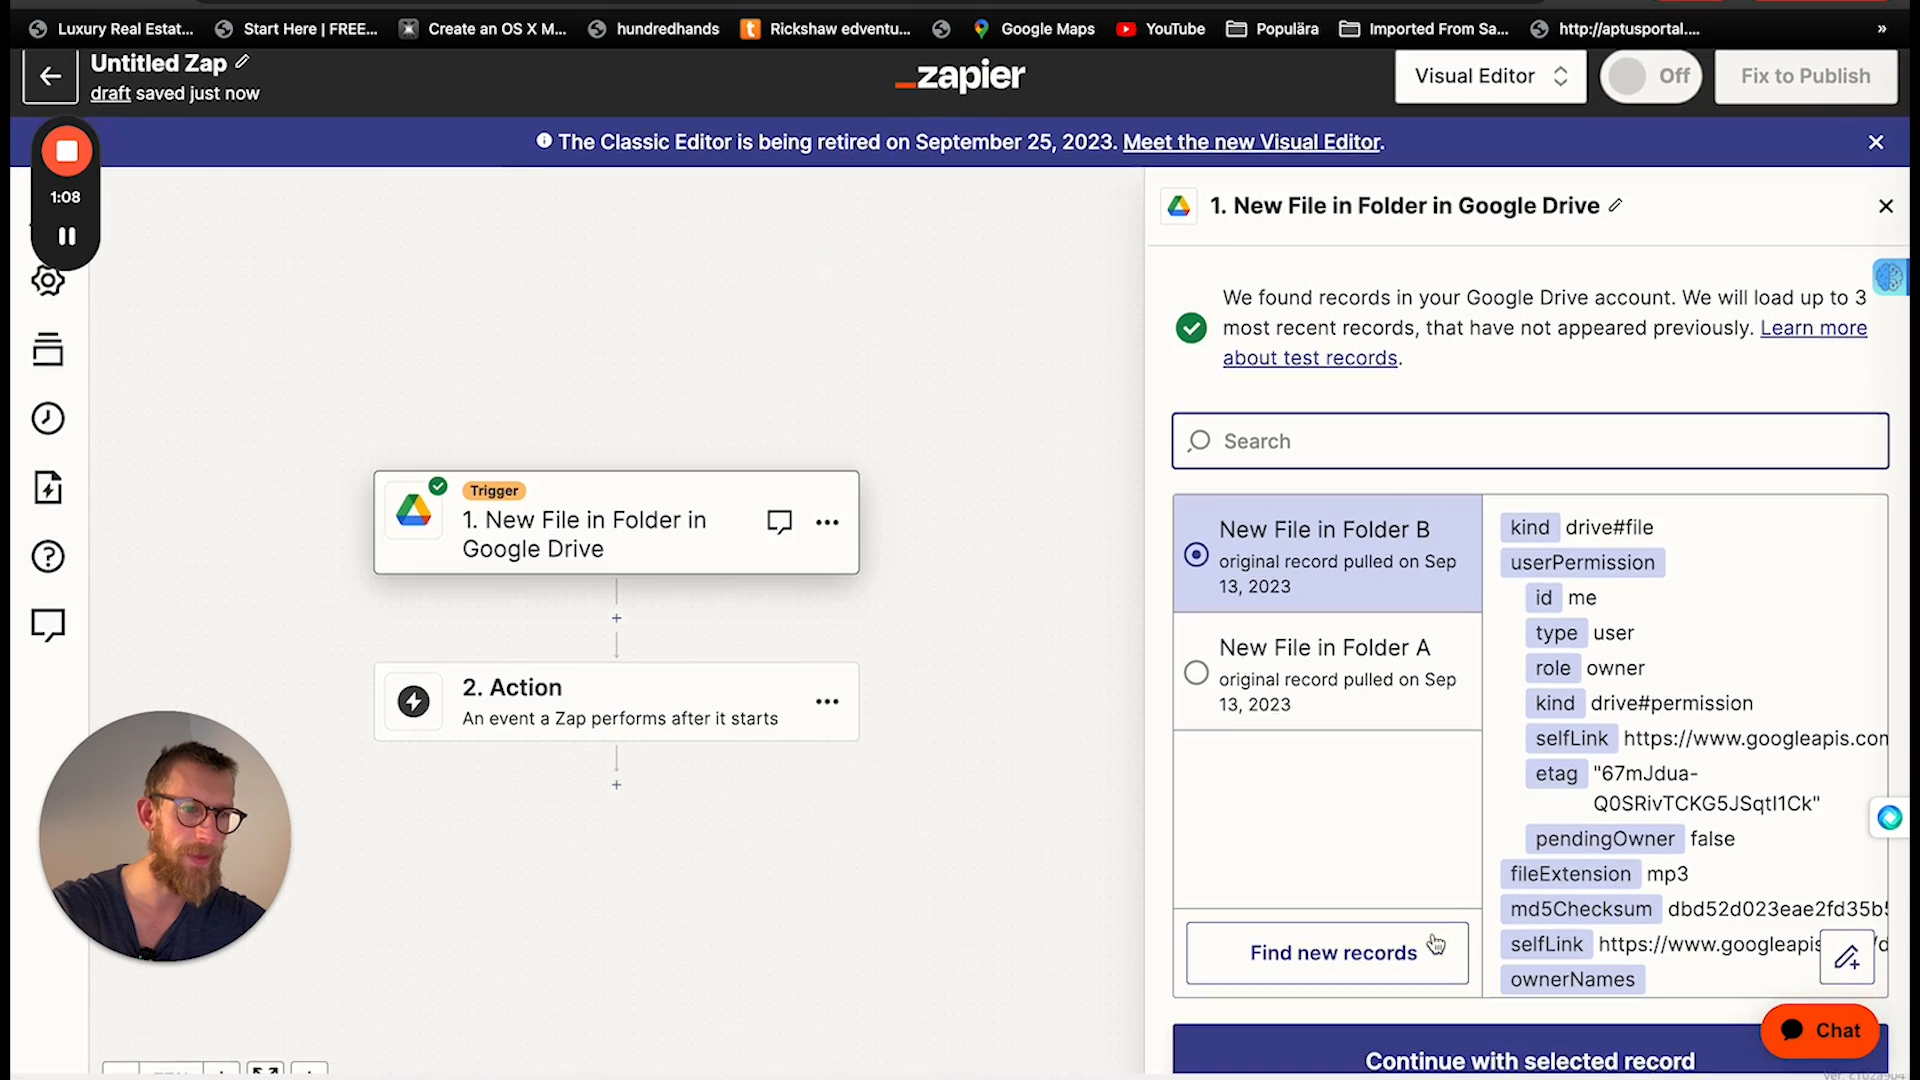 Luxury Real Estat...
Start Here | FREE...
Create an OS X M...
hundredhands
Rickshaw edventu...
Google Maps
YouTube
Populära
Imported From Sa...
http://aptusportal....
»
Untitled Zap
draft saved just now
_zapier
Visual Editor
Off
Fix to Publish
The Classic Editor is being retired on September 25, 2023. Meet the new Visual Editor.
1:08
1. New File in Folder in Google Drive
We found records in your Google Drive account. We will load up to 3
most recent records, that have not appeared previously. Learn more
about test records.
Search
Trigger
1. New File in Folder in
Google Drive
2. Action
An event a Zap performs after it starts
New File in Folder B
original record pulled on Sep
13, 2023
New File in Folder A
original record pulled on Sep
13, 2023
Find new records
kind drive#file
userPermission
id me
type user
role owner
kind drive#permission
selfLink https://www.googleapis.com
etag "67mJdua-
Q0SRivTCKG5JSqtI1Ck"
pendingOwner false
fileExtension mp3
md5Checksum dbd52d023eae2fd35b5
selfLink https://www.googleapis
ownerNames
Chat
Continue with selected record